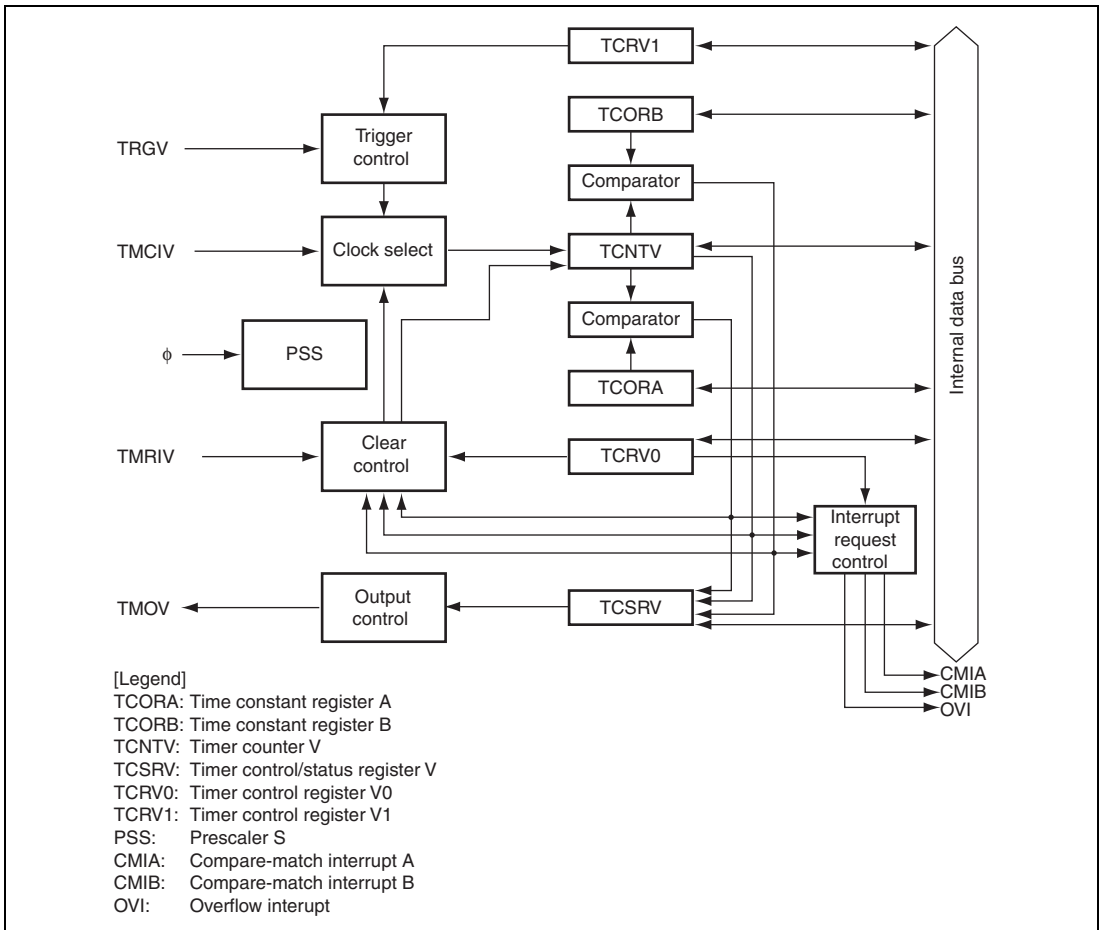 TCRV1
TCORB
TRGV
Trigger
control
Comparator
TMCIV
Clock select
TCNTV
Internal data bus
Comparator
ϕ
PSS
TCORA
TMRIV
Clear
control
TCRV0
Interrupt
request
control
TMOV
Output
control
TCSRV
CMIA
CMIB
OVI
[Legend]
TCORA: Time constant register A
TCORB: Time constant register B
TCNTV: Timer counter V
TCSRV: Timer control/status register V
TCRV0: Timer control register V0
TCRV1: Timer control register V1
PSS: Prescaler S
CMIA: Compare-match interrupt A
CMIB: Compare-match interrupt B
OVI: Overflow interupt